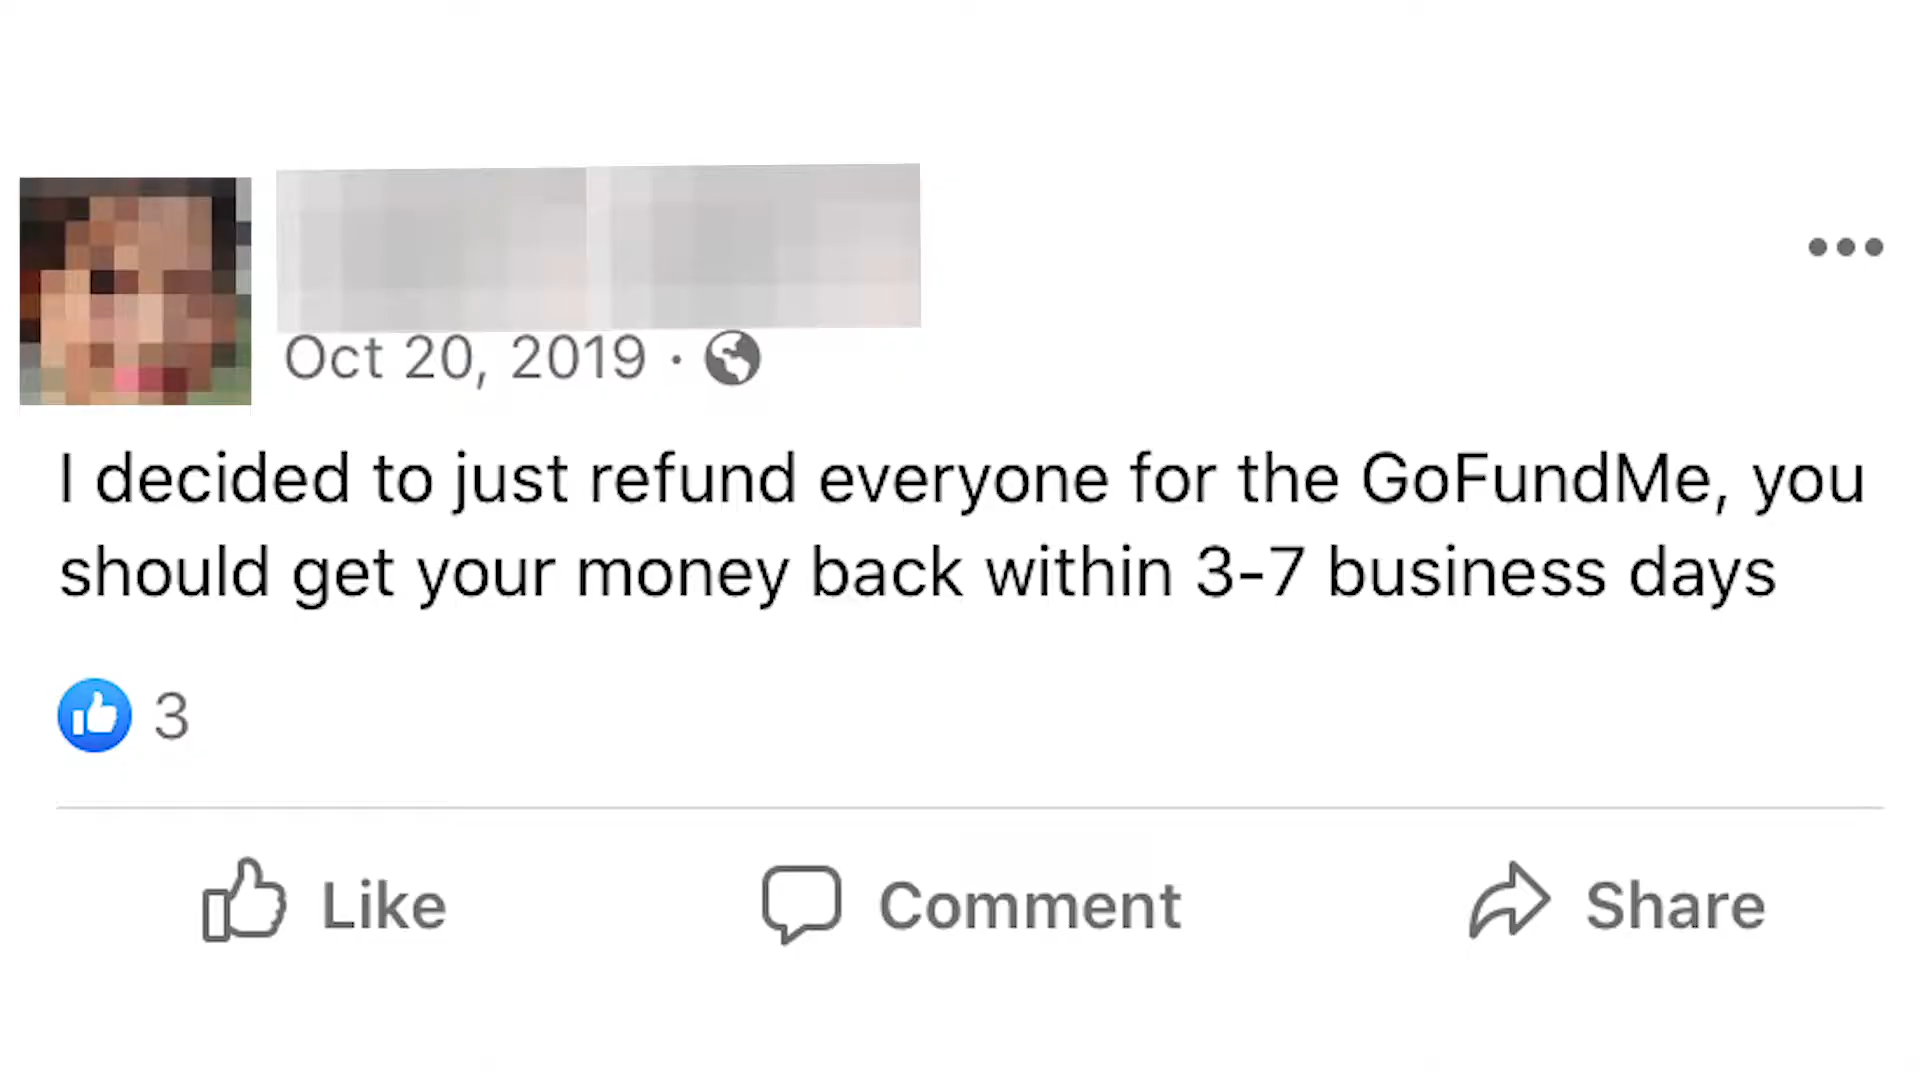 Oct 20, 2019 ·
I decided to just refund everyone for the GoFundMe, you
should get your money back within 3-7 business days
3
Like Comment Share